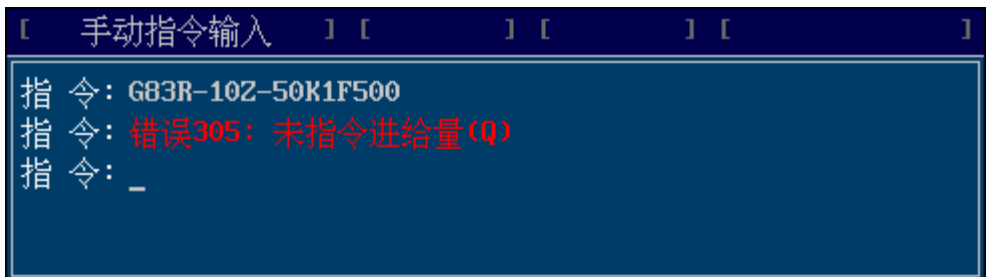 [ 手动指令输入 ] [ ] [ ] [ ]
指 令: G83R-10Z-50K1F500
指 令: 错误305: 未指令进给量(Q)
指 令: _